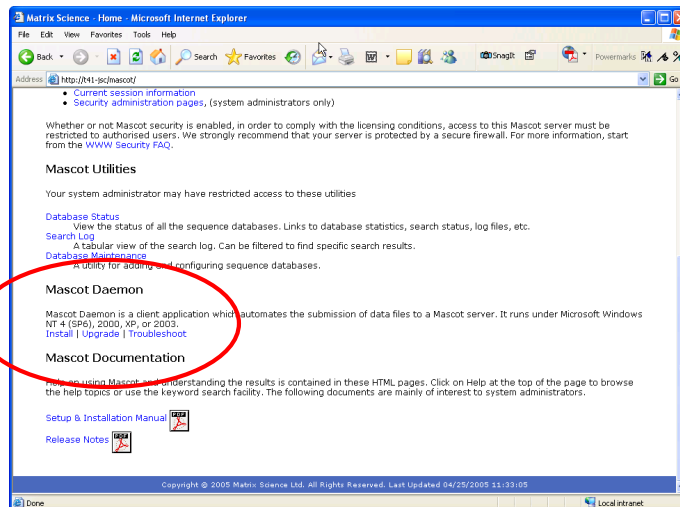 Matrix Science - Home - Microsoft Internet Explorer
File Edit View Favorites Tools Help
Back Search Favorites SnagIt Powermarks
Address http://t41-jsc/mascot/ Go
Current session information
Security administration pages, (system administrators only)
Whether or not Mascot security is enabled, in order to comply with the licensing conditions, access to this Mascot server must be
restricted to authorised users. We strongly recommend that your server is protected by a secure firewall. For more information, start
from the WWW Security FAQ.
Mascot Utilities
Your system administrator may have restricted access to these utilities
Database Status
View the status of all the sequence databases. Links to database statistics, search status, log files, etc.
Search Log
A tabular view of the search log. Can be filtered to find specific search results.
Database Maintenance
A utility for adding and configuring sequence databases.
Mascot Daemon
Mascot Daemon is a client application which automates the submission of data files to a Mascot server. It runs under Microsoft Windows
NT 4 (SP6), 2000, XP, or 2003.
Install | Upgrade | Troubleshoot
Mascot Documentation
Help on using Mascot and understanding the results is contained in these HTML pages. Click on Help at the top of the page to browse
the help topics or use the keyword search facility. The following documents are mainly of interest to system administrators.
Setup & Installation Manual PDF
Release Notes PDF
Copyright © 2005 Matrix Science Ltd. All Rights Reserved. Last Updated 04/25/2005 11:33:05
Done Local intranet